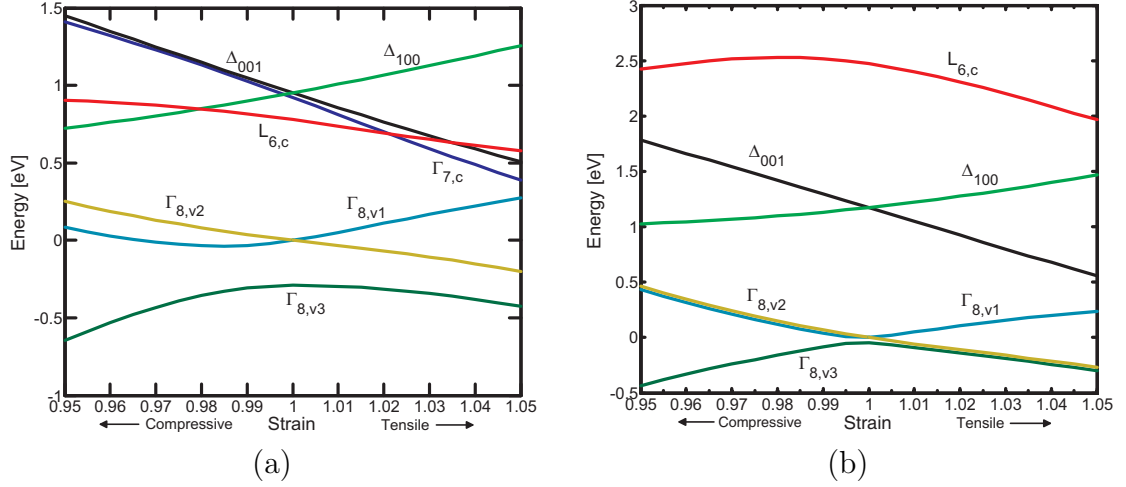 1.5
1
0.5
0
-0.5
-1
Energy [eV]
Δ001
Δ100
L6,c
Γ7,c
Γ8,v2
Γ8,v1
Γ8,v3
0.95 0.96 0.97 0.98 0.99 1 1.01 1.02 1.03 1.04 1.05
Compressive Strain Tensile
(a)
3
2.5
2
1.5
1
0.5
0
-0.5
Energy [eV]
L6,c
Δ001
Δ100
Γ8,v2
Γ8,v1
Γ8,v3
0.95 0.96 0.97 0.98 0.99 1 1.01 1.02 1.03 1.04 1.05
Compressive Strain Tensile
(b)